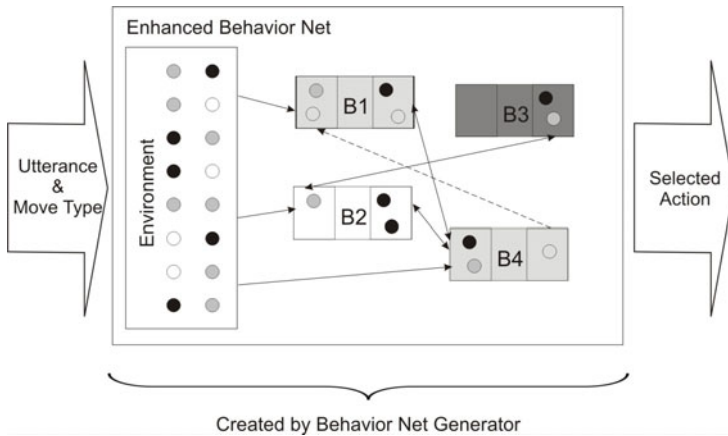 Enhanced Behavior Net
Utterance
&
Move Type
Environment
B1
B3
B2
B4
Selected
Action
Created by Behavior Net Generator